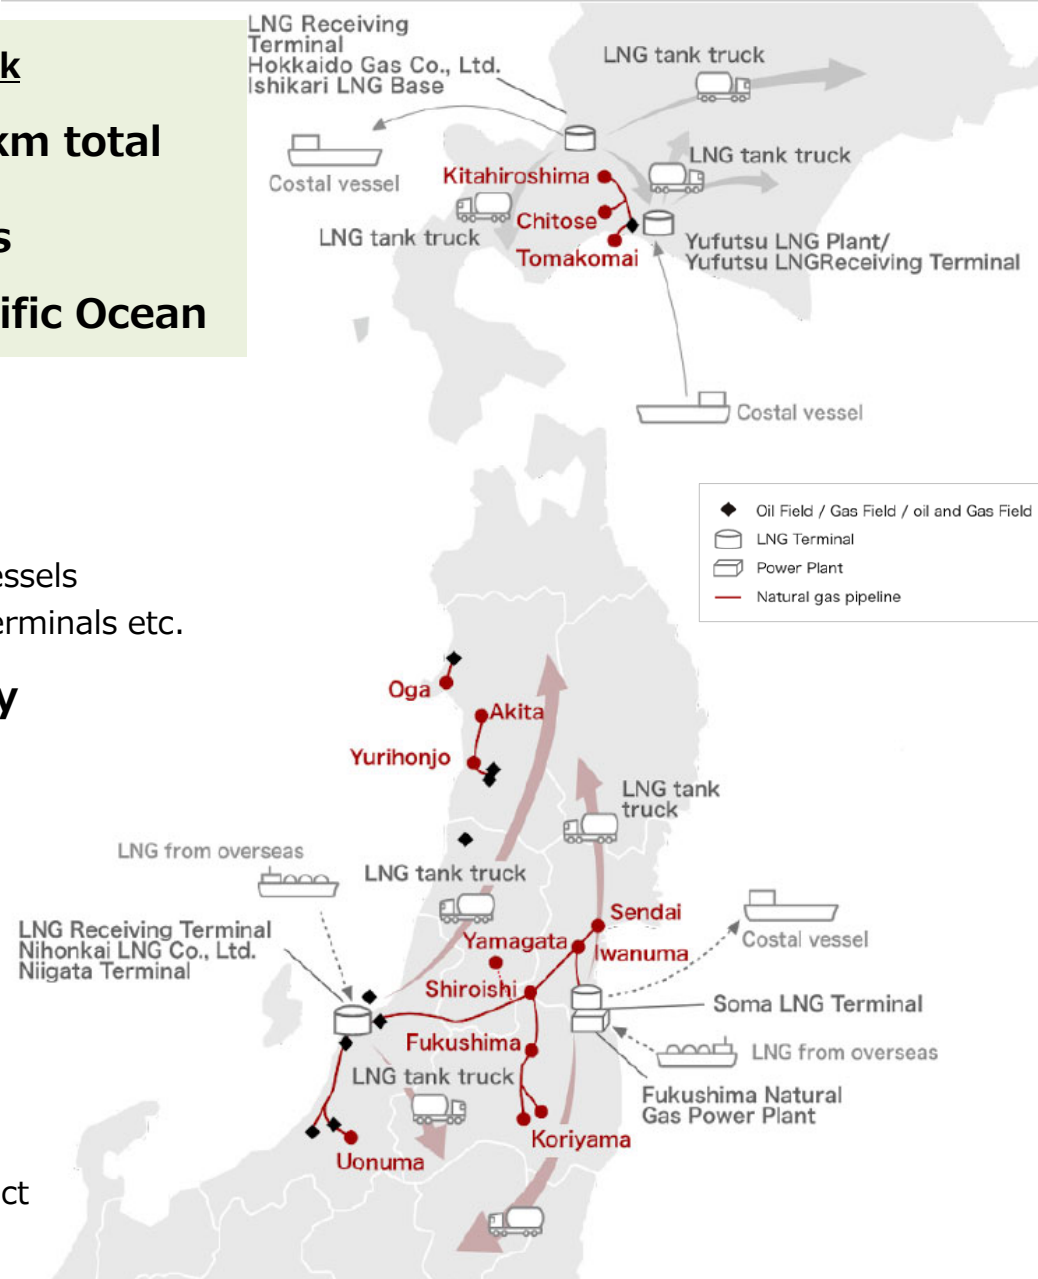 k
km total
s
ific Ocean
essels
erminals etc.
y
ct
LNG Receiving
Terminal
Hokkaido Gas Co., Ltd.
Ishikari LNG Base
LNG tank truck
Costal vessel
Kitahiroshima
LNG tank truck
Chitose
LNG tank truck
Tomakomai
Yufutsu LNG Plant/
Yufutsu LNGReceiving Terminal
Costal vessel
Oil Field / Gas Field / oil and Gas Field
LNG Terminal
Power Plant
Natural gas pipeline
Oga
Akita
Yurihonjo
LNG tank
truck
LNG from overseas
LNG tank truck
LNG Receiving Terminal
Nihonkai LNG Co., Ltd.
Niigata Terminal
Sendai
Yamagata
Iwanuma
Costal vessel
Shiroishi
Soma LNG Terminal
Fukushima
LNG from overseas
LNG tank truck
Fukushima Natural
Gas Power Plant
Koriyama
Uonuma